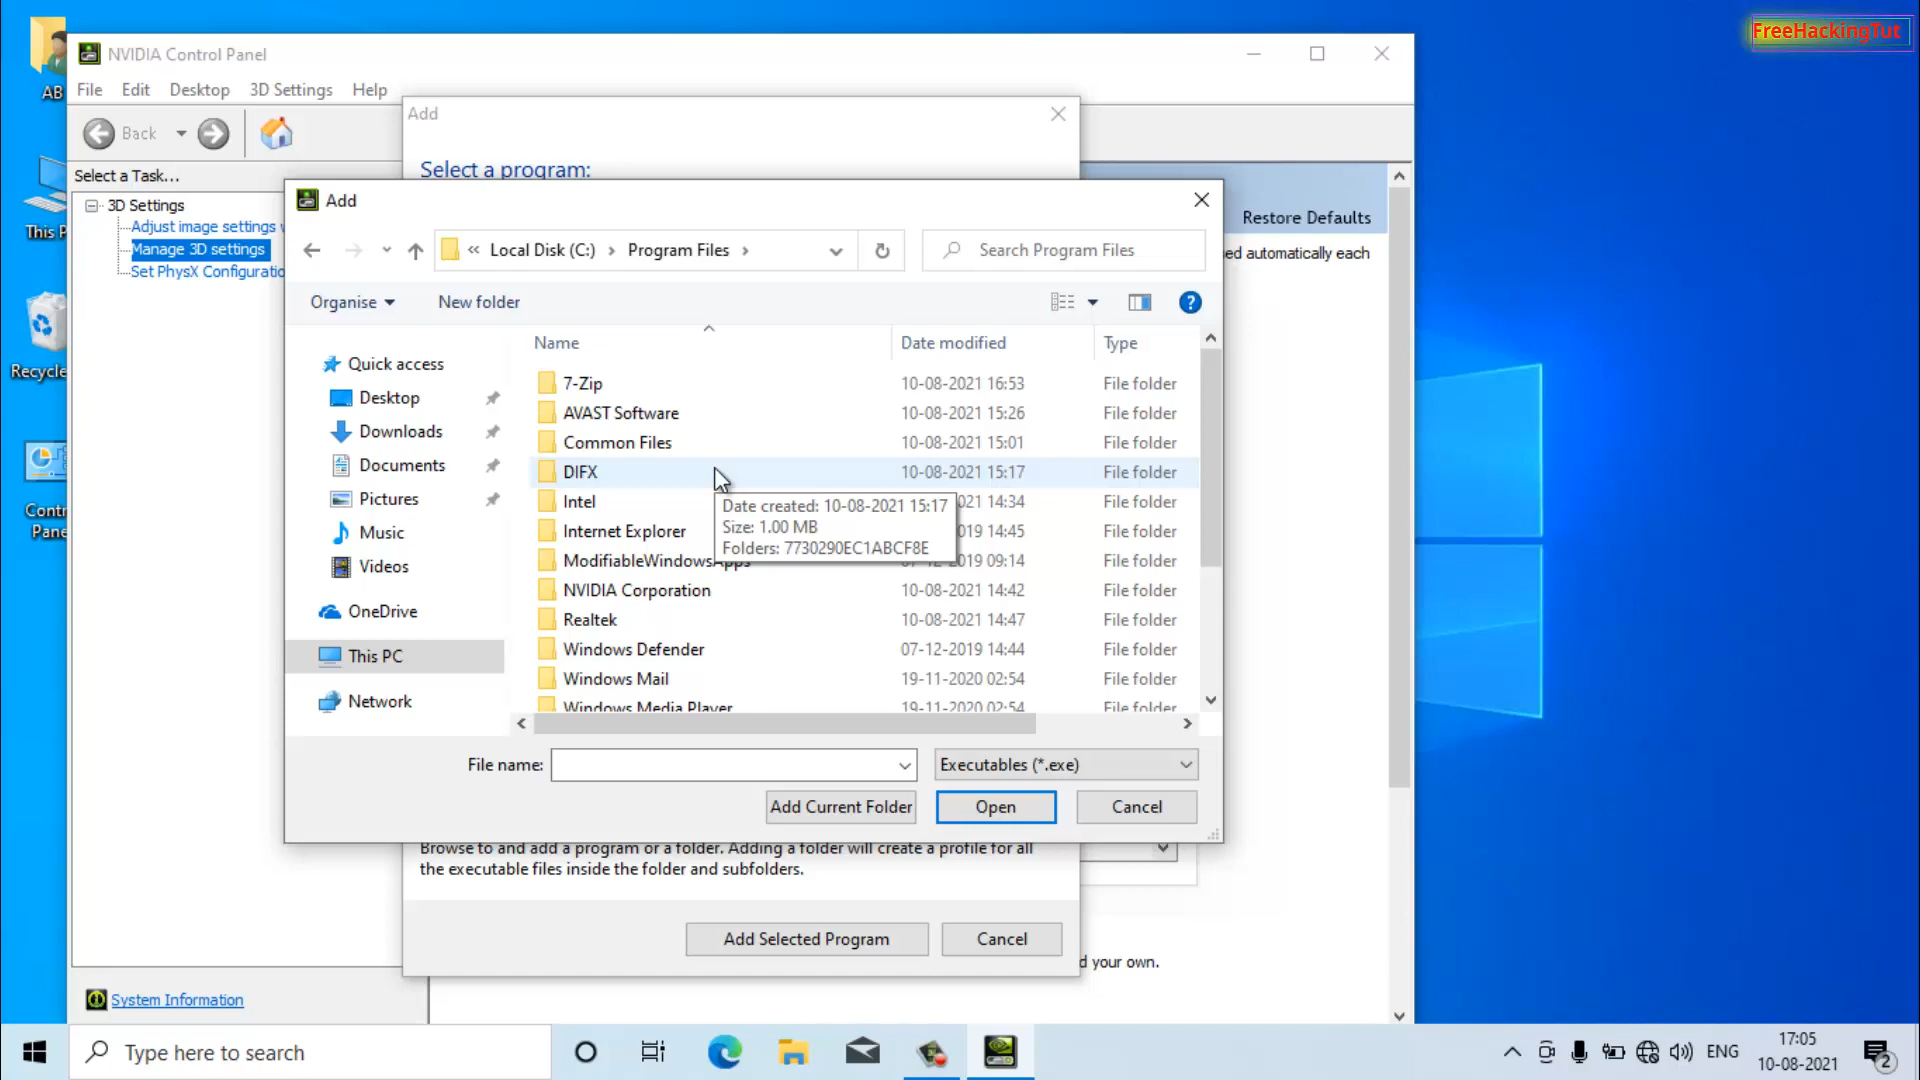 FreeHackingTut
AB
This P
Recycle
Contr
Pane
NVIDIA Control Panel
File Edit Desktop 3D Settings Help
Back
Select a Task...
3D Settings
Adjust image settings
Manage 3D settings
Set PhysX Configuratio
System Information
Restore Defaults
ed automatically each
d your own.
Add
Select a program:
Add
« Local Disk (C:) › Program Files ›
Search Program Files
Organise New folder
Quick access
Desktop
Downloads
Documents
Pictures
Music
Videos
OneDrive
This PC
Network
Name Date modified Type
7-Zip 10-08-2021 16:53 File folder
AVAST Software 10-08-2021 15:26 File folder
Common Files 10-08-2021 15:01 File folder
DIFX 10-08-2021 15:17 File folder
Intel 021 14:34 File folder
Internet Explorer 019 14:45 File folder
ModifiableWindowsApps 07-12-2019 09:14 File folder
NVIDIA Corporation 10-08-2021 14:42 File folder
Realtek 10-08-2021 14:47 File folder
Windows Defender 07-12-2019 14:44 File folder
Windows Mail 19-11-2020 02:54 File folder
Windows Media Player 19-11-2020 02:54 File folder
Date created: 10-08-2021 15:17
Size: 1.00 MB
Folders: 7730290EC1ABCF8E
File name: Executables (*.exe)
Add Current Folder Open Cancel
Browse to and add a program or a folder. Adding a folder will create a profile for all
the executable files inside the folder and subfolders.
Add Selected Program Cancel
Type here to search
ENG
17:05
10-08-2021
2